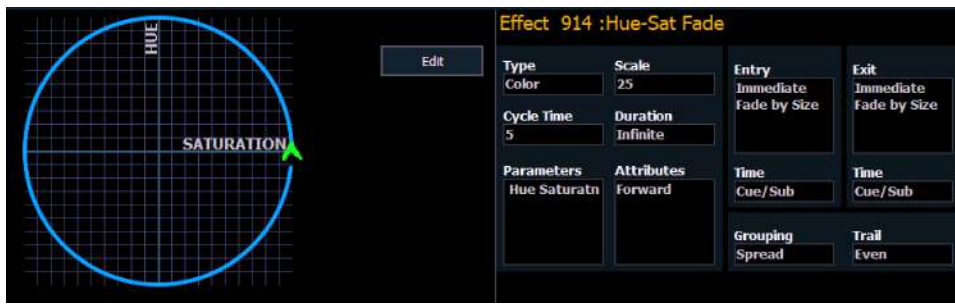 HUE
SATURATION
Edit
Effect 914 :Hue-Sat Fade
Type
Color
Scale
25
Cycle Time
5
Duration
Infinite
Parameters
Hue Saturatn
Attributes
Forward
Entry
Immediate
Fade by Size
Time
Cue/Sub
Exit
Immediate
Fade by Size
Time
Cue/Sub
Grouping
Spread
Trail
Even